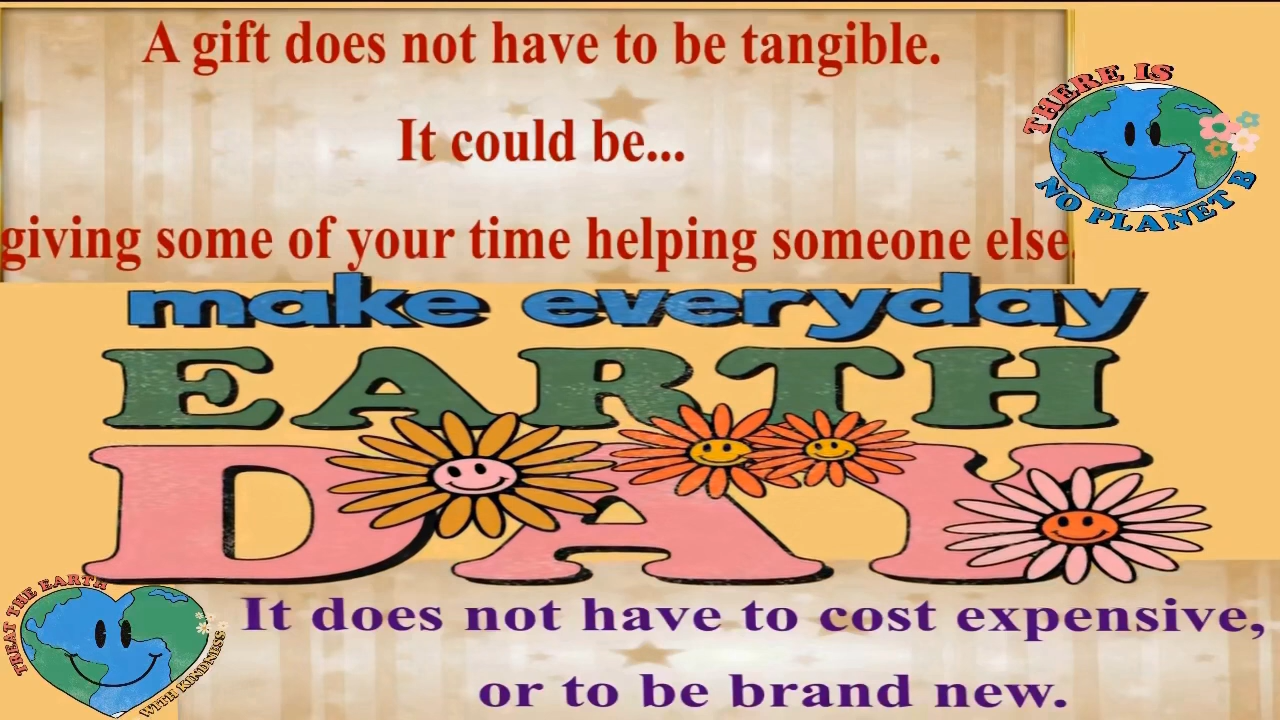 A gift does not have to be tangible.
It could be...
giving some of your time helping someone else.
THERE IS
NO PLANET B
make everyday
EARTH
DAY
TREAT THE EARTH
WITH KINDNESS
It does not have to cost expensive,
or to be brand new.